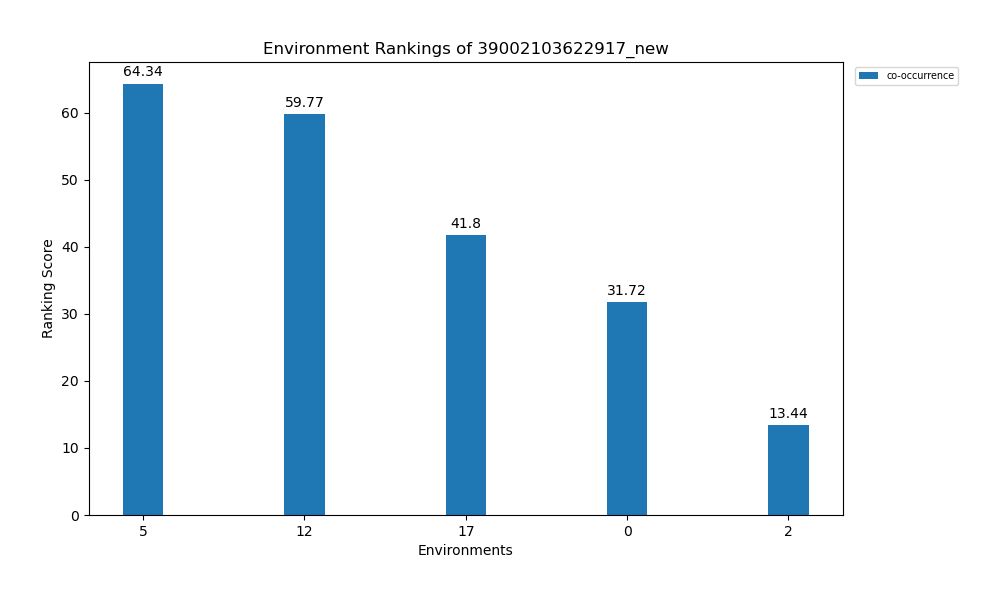 Environment Rankings of 39002103622917_new
co-occurrence
64.34
59.77
41.8
31.72
13.44
Ranking Score
60
50
40
30
20
10
0
5 12 17 0 2
Environments